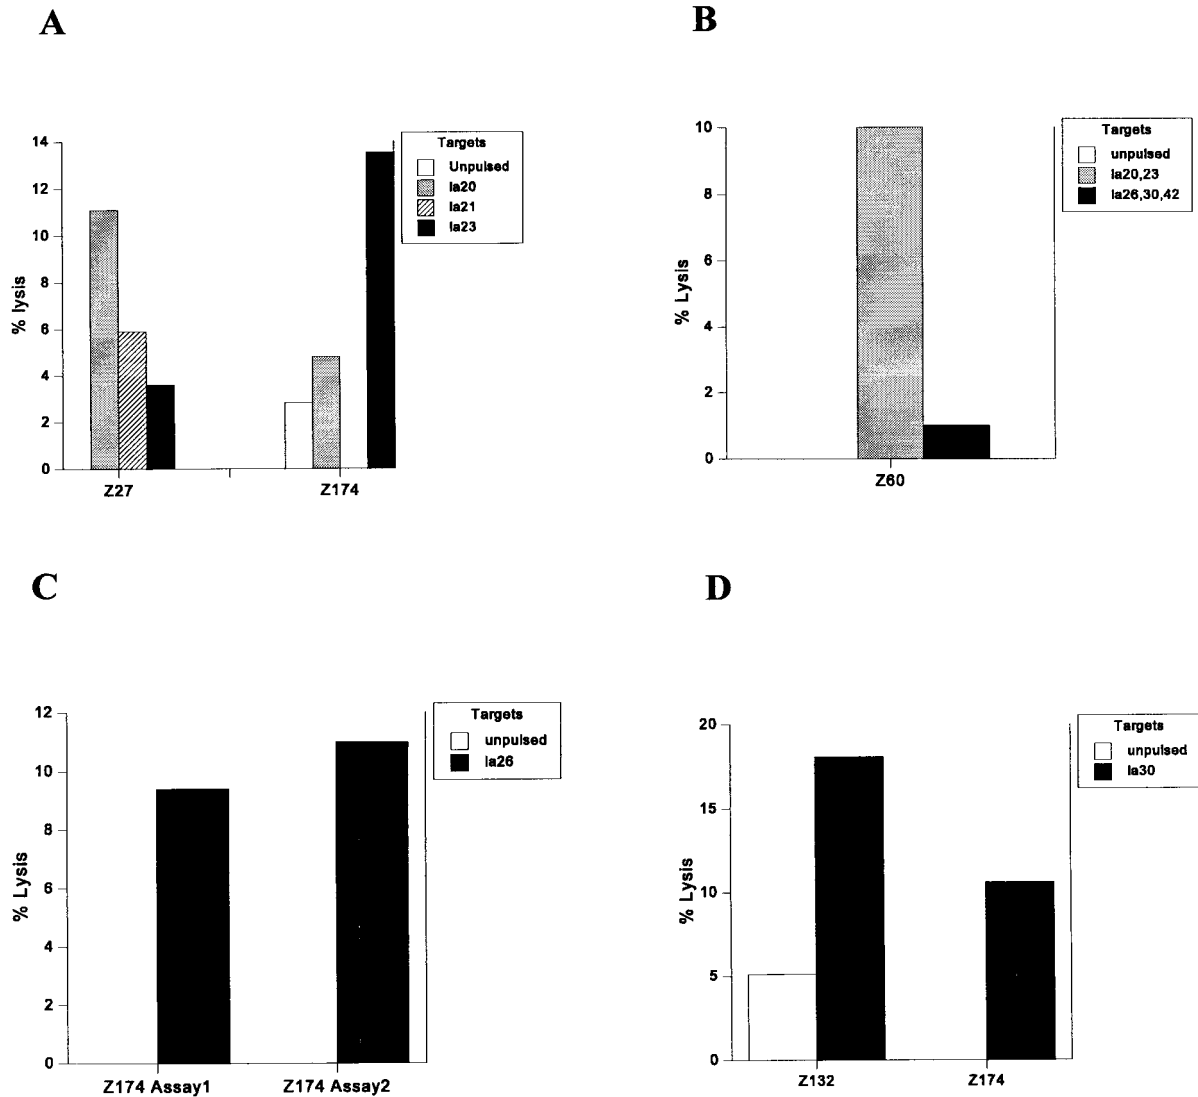 A
14
12
10
8
6
4
2
0
% lysis
Z27
Z174
Targets
Unpulsed
Ia20
Ia21
Ia23
B
10
8
6
4
2
0
% Lysis
Z60
Targets
unpulsed
Ia20,23
Ia26,30,42
C
12
10
8
6
4
2
0
% Lysis
Z174 Assay1
Z174 Assay2
Targets
unpulsed
Ia26
D
20
15
10
5
0
% Lysis
Z132
Z174
Targets
unpulsed
Ia30